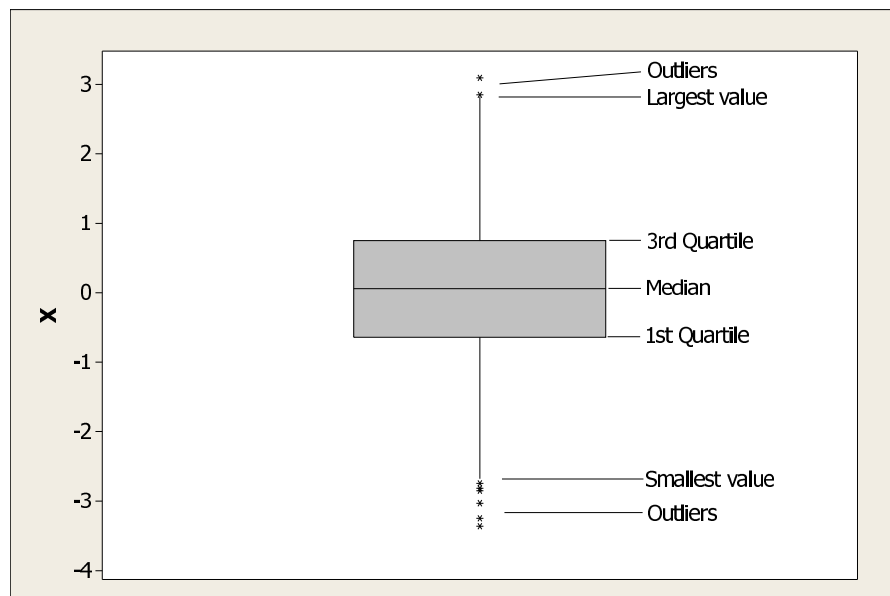 Outliers
3
Largest value
2
1
3rd Quartile
0
Median
X
1st Quartile
-1
-2
Smallest value
-3
Outliers
-4